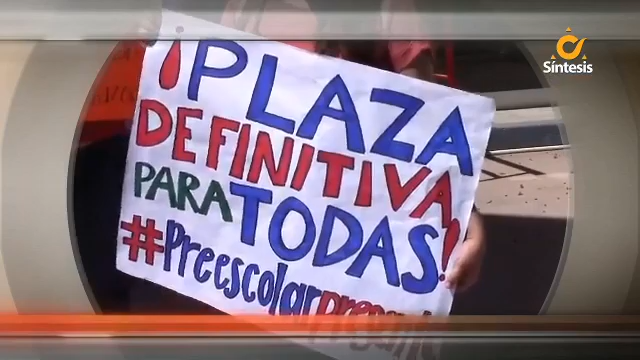 ¡PLAZA
DEFINITIVA
PARA TODAS!
#Preescolar
Síntesis